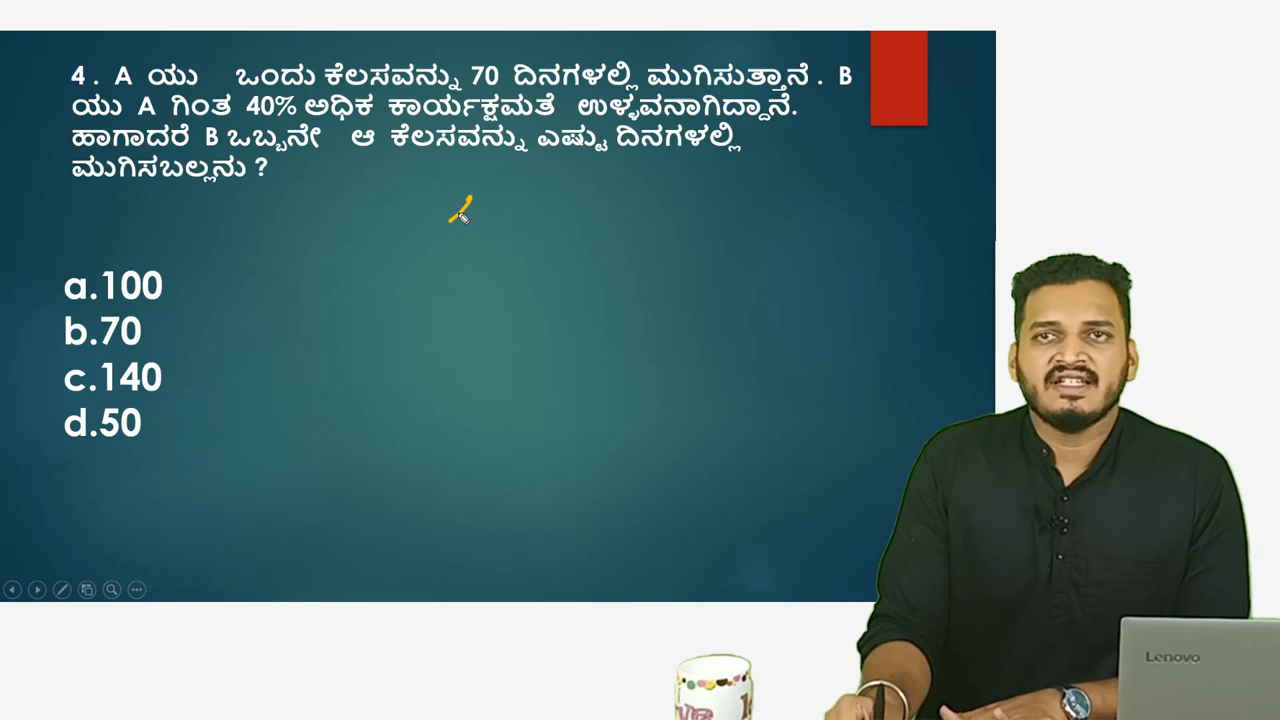 4 . A ಯು ಒಂದು ಕೆಲಸವನ್ನು 70 ದಿನಗಳಲ್ಲಿ ಮುಗಿಸುತ್ತಾನೆ . B
ಯು A ಗಿಂತ 40% ಅಧಿಕ ಕಾರ್ಯಕ್ಷಮತೆ ಉಳ್ಳವನಾಗಿದ್ದಾನೆ.
ಹಾಗಾದರೆ B ಒಬ್ಬನೇ ಆ ಕೆಲಸವನ್ನು ಎಷ್ಟು ದಿನಗಳಲ್ಲಿ
ಮುಗಿಸಬಲ್ಲನು ?
a.100
b.70
c.140
d.50
Lenovo